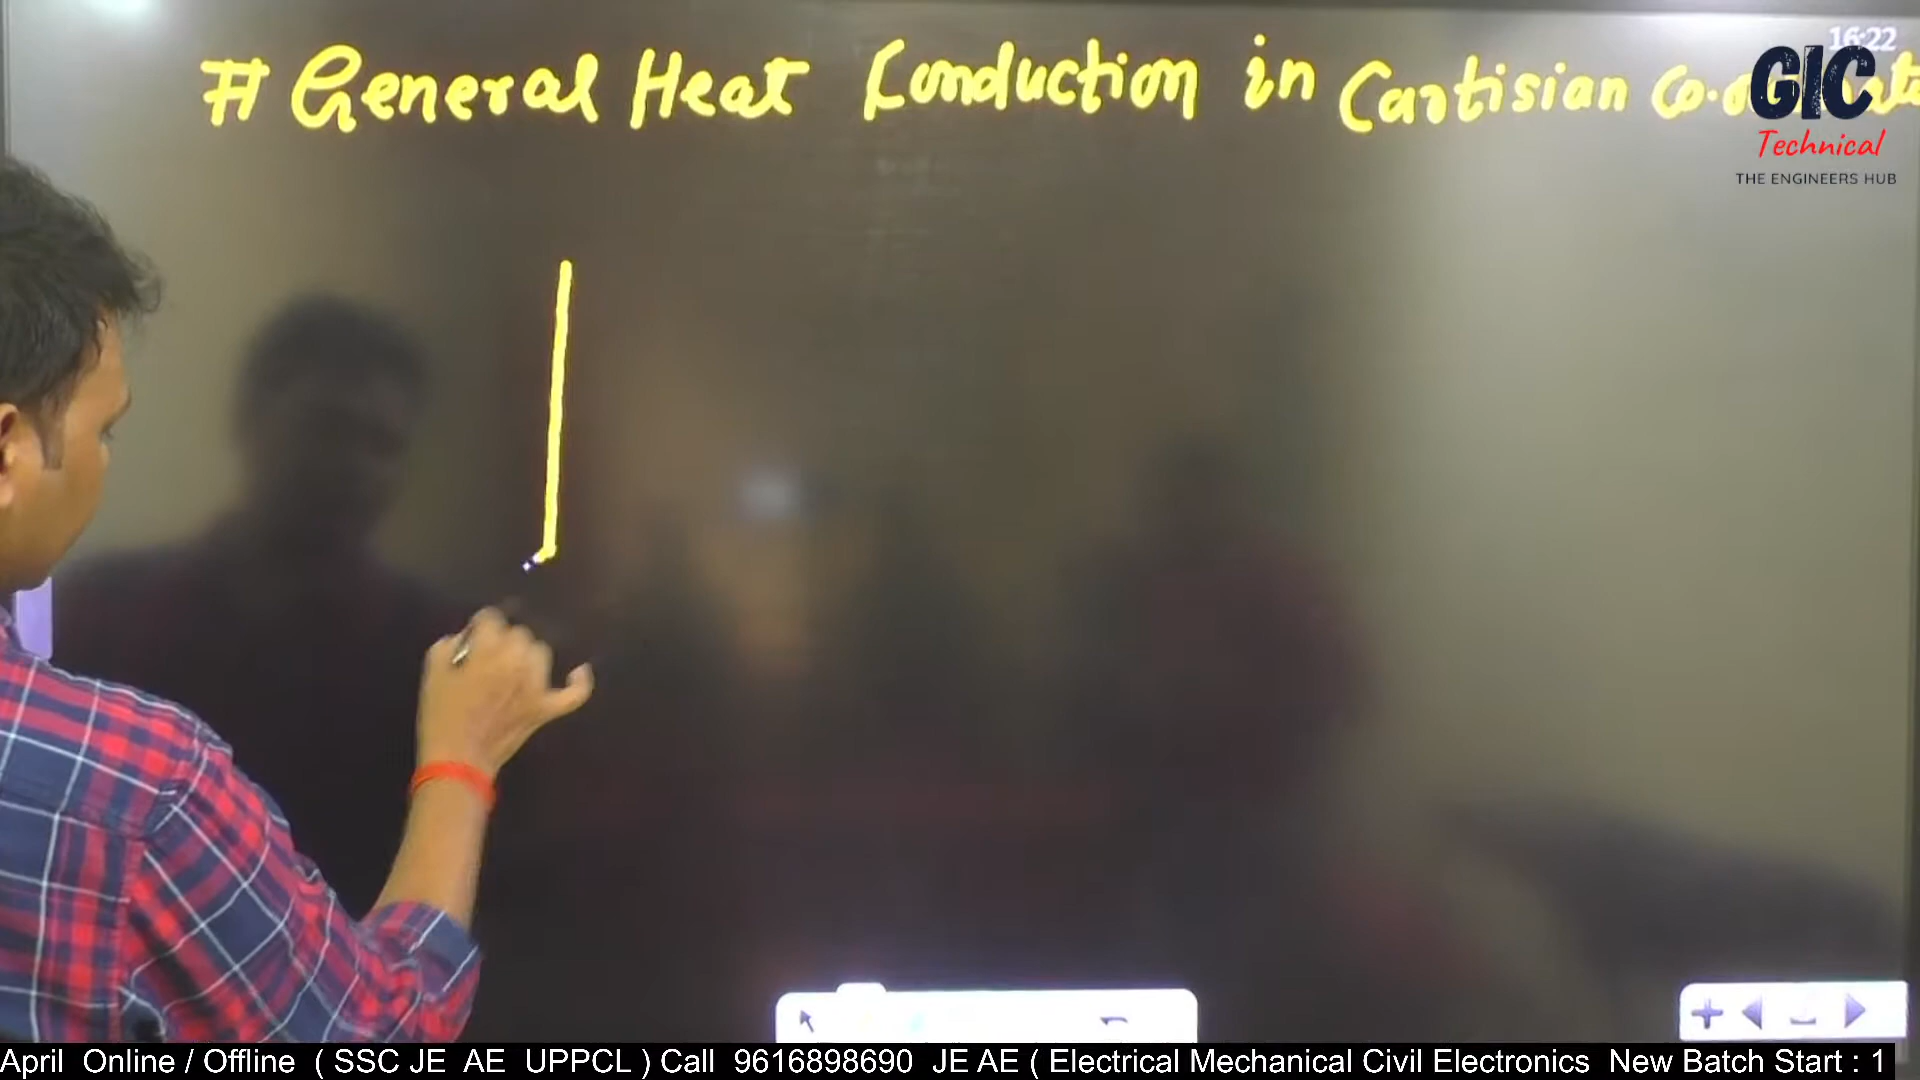 16:22
# General Heat Conduction in Cartisian
GIC
Technical
THE ENGINEERS HUB
April Online / Offline ( SSC JE AE UPPCL ) Call 9616898690 JE AE ( Electrical Mechanical Civil Electronics New Batch Start : 1